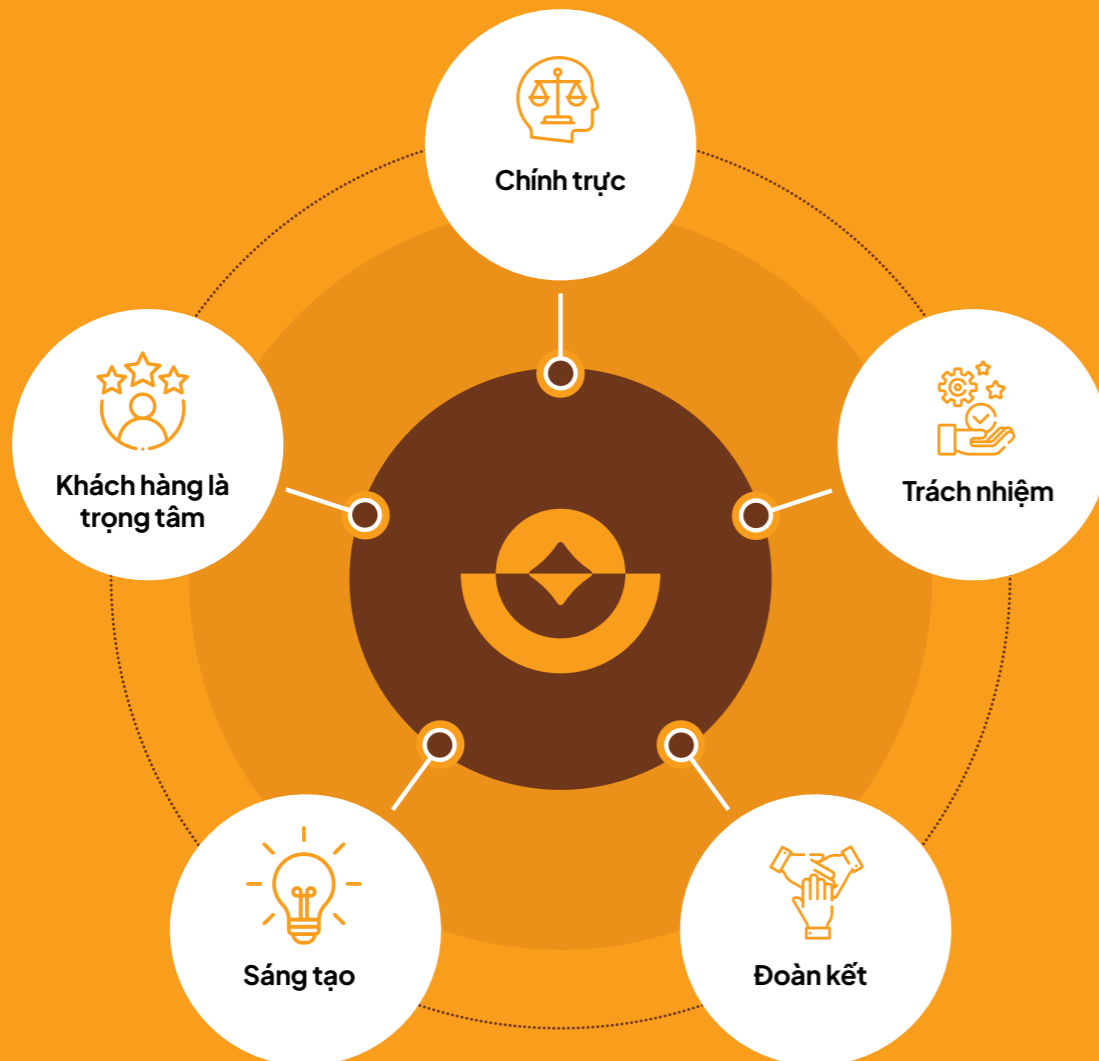 Chính trực
Khách hàng là
trọng tâm
Trách nhiệm
Sáng tạo
Đoàn kết